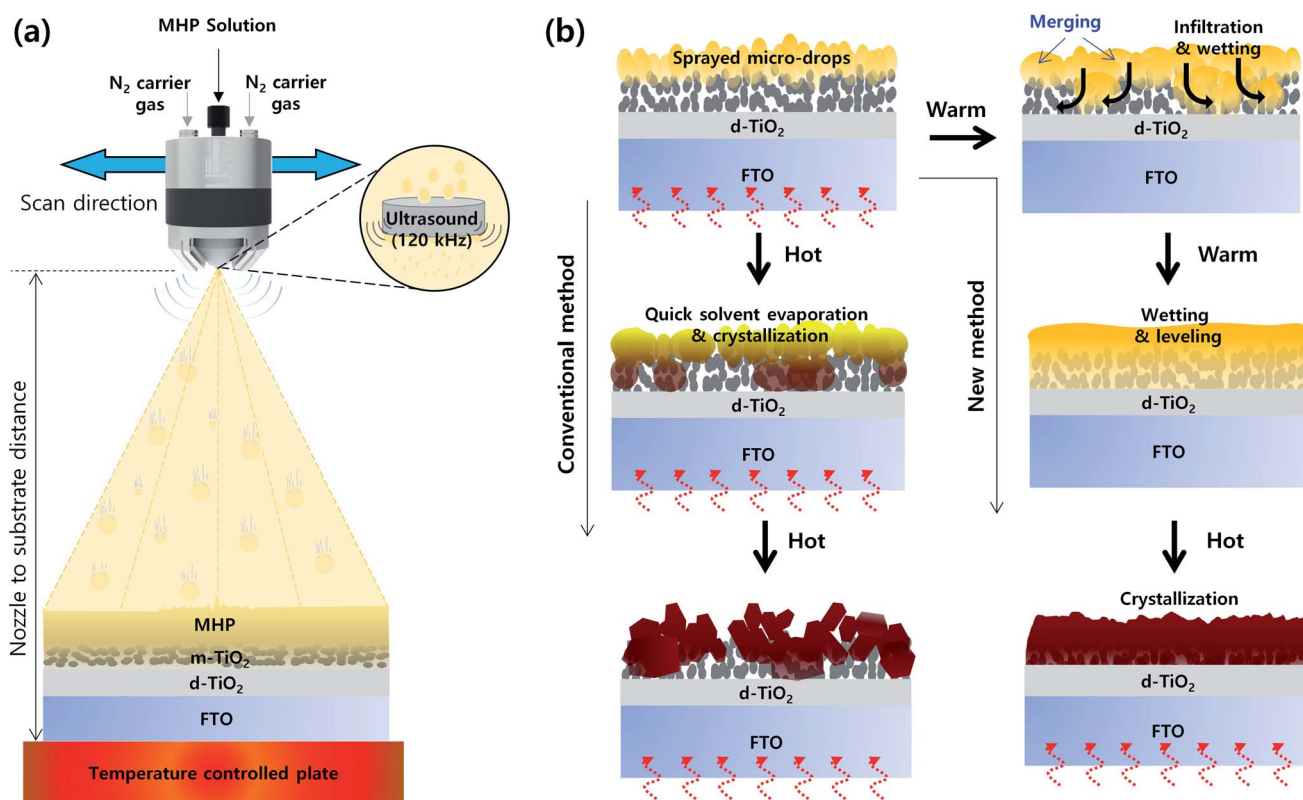 (a)
MHP Solution
N₂ carrier
gas
N₂ carrier
gas
Scan direction
Ultrasound
(120 kHz)
Nozzle to substrate distance
MHP
m-TiO₂
d-TiO₂
FTO
Temperature controlled plate
(b)
Sprayed micro-drops
d-TiO₂
FTO
Warm
Merging
Infiltration
& wetting
d-TiO₂
FTO
Conventional method
Hot
Quick solvent evaporation
& crystallization
d-TiO₂
FTO
Hot
d-TiO₂
FTO
New method
Warm
Wetting
& leveling
d-TiO₂
FTO
Hot
Crystallization
d-TiO₂
FTO